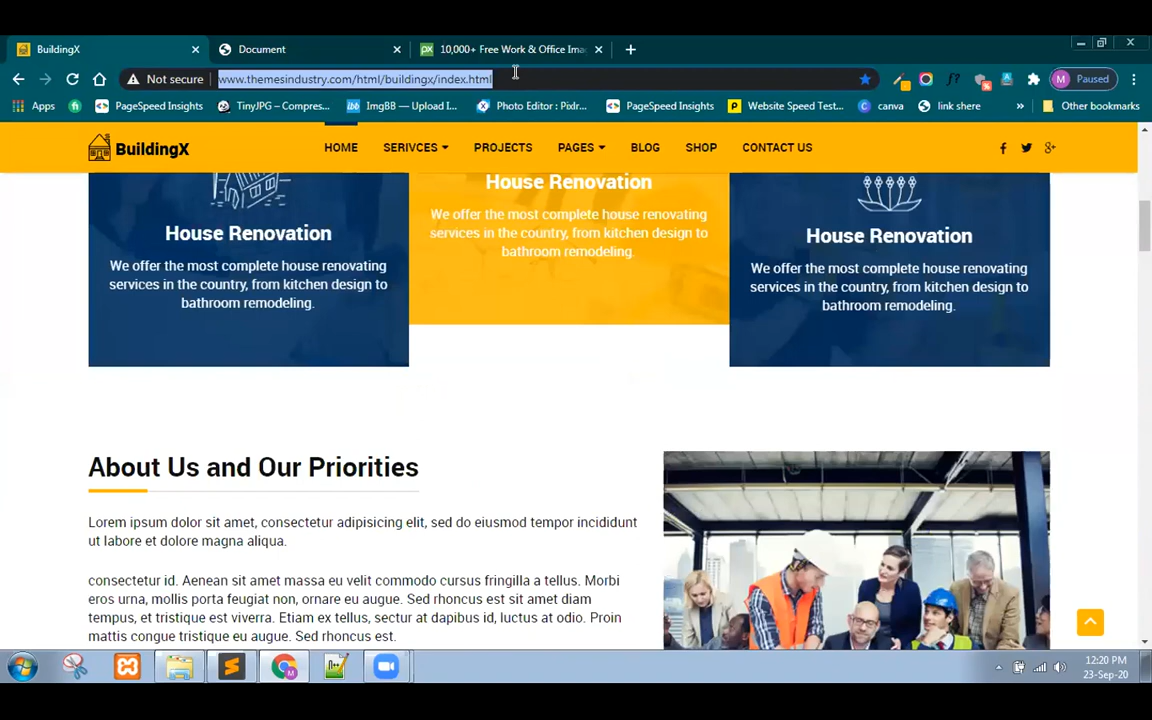 BuildingX
Document
10,000+ Free Work & Office Ima
Not secure
www.themesindustry.com/html/buildingx/index.html
f?
M Paused
Apps
PageSpeed Insights
TinyJPG – Compres...
ImgBB — Upload I...
Photo Editor : Pixlr...
PageSpeed Insights
Website Speed Test...
canva
link shere
»
Other bookmarks
BuildingX
HOME
SERIVCES
PROJECTS
PAGES
BLOG
SHOP
CONTACT US
House Renovation
We offer the most complete house renovating
services in the country, from kitchen design to
bathroom remodeling.
House Renovation
We offer the most complete house renovating
services in the country, from kitchen design to
bathroom remodeling.
House Renovation
We offer the most complete house renovating
services in the country, from kitchen design to
bathroom remodeling.
About Us and Our Priorities
Lorem ipsum dolor sit amet, consectetur adipisicing elit, sed do eiusmod tempor incididunt
ut labore et dolore magna aliqua.
consectetur id. Aenean sit amet massa eu velit commodo cursus fringilla a tellus. Morbi
eros urna, mollis porta feugiat non, ornare eu augue. Sed rhoncus est sit amet diam
tempus, et tristique est viverra. Etiam ex tellus, sectur at dapibus id, luctus at odio. Proin
mattis congue tristique eu augue. Sed rhoncus est.
12:20 PM
23-Sep-20